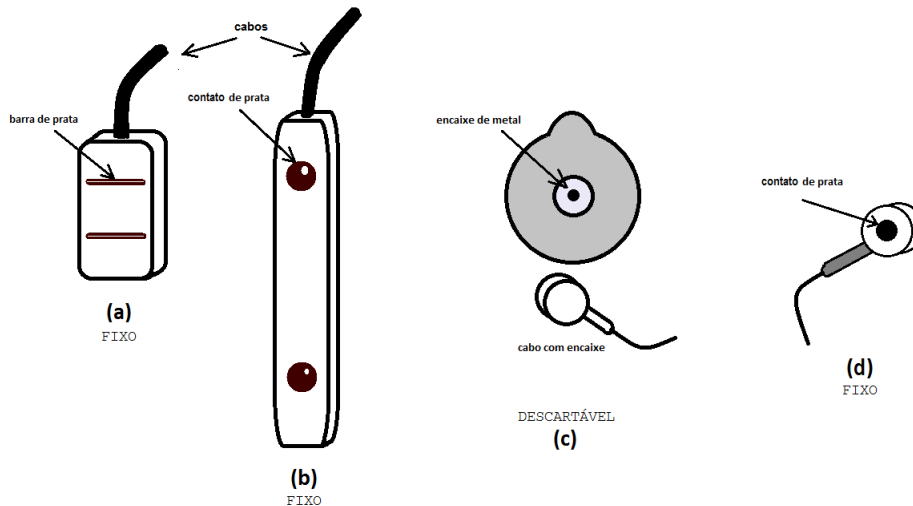 cabos
contato de prata
barra de prata
encaixe de metal
contato de prata
(a)
FIXO
cabo com encaixe
(d)
FIXO
DESCARTÁVEL
(c)
(b)
FIXO